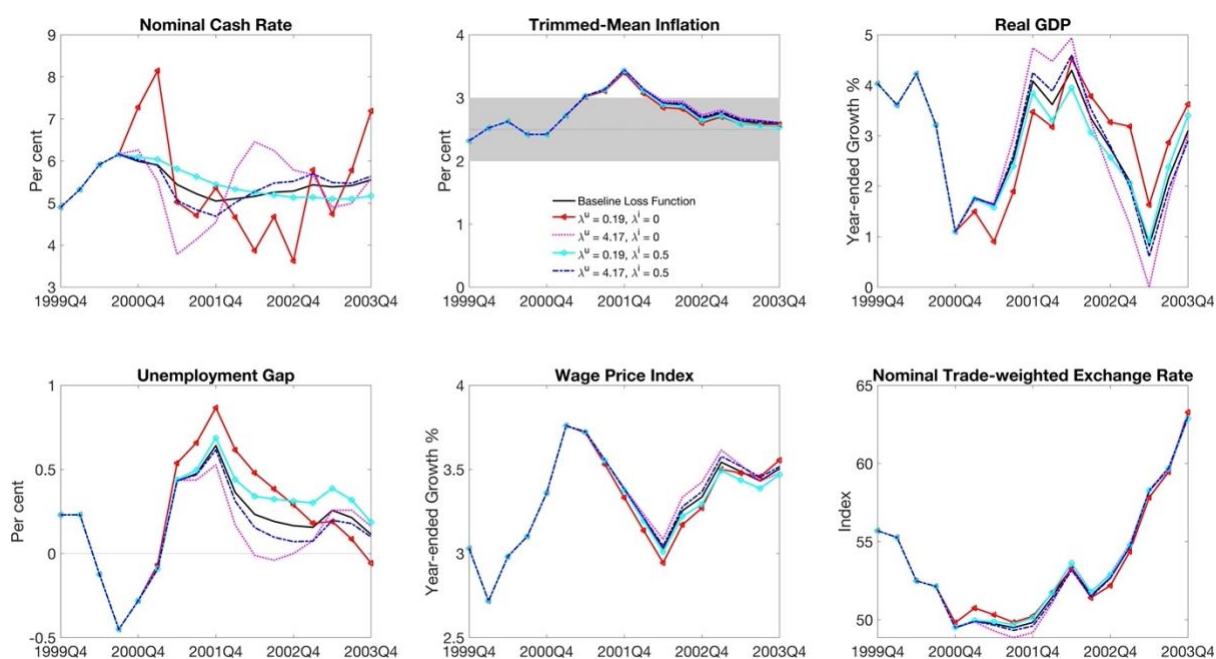 Nominal Cash Rate
Per cent
9
8
7
6
5
4
3
1999Q4 2000Q4 2001Q4 2002Q4 2003Q4
Trimmed-Mean Inflation
Per cent
4
3
2
1
0
Baseline Loss Function
λᵘ = 0.19, λⁱ = 0
λᵘ = 4.17, λⁱ = 0
λᵘ = 0.19, λⁱ = 0.5
λᵘ = 4.17, λⁱ = 0.5
1999Q4 2000Q4 2001Q4 2002Q4 2003Q4
Real GDP
Year-ended Growth %
5
4
3
2
1
0
1999Q4 2000Q4 2001Q4 2002Q4 2003Q4
Unemployment Gap
Per cent
1
0.5
0
-0.5
1999Q4 2000Q4 2001Q4 2002Q4 2003Q4
Wage Price Index
Year-ended Growth %
4
3.5
3
2.5
1999Q4 2000Q4 2001Q4 2002Q4 2003Q4
Nominal Trade-weighted Exchange Rate
Index
65
60
55
50
1999Q4 2000Q4 2001Q4 2002Q4 2003Q4